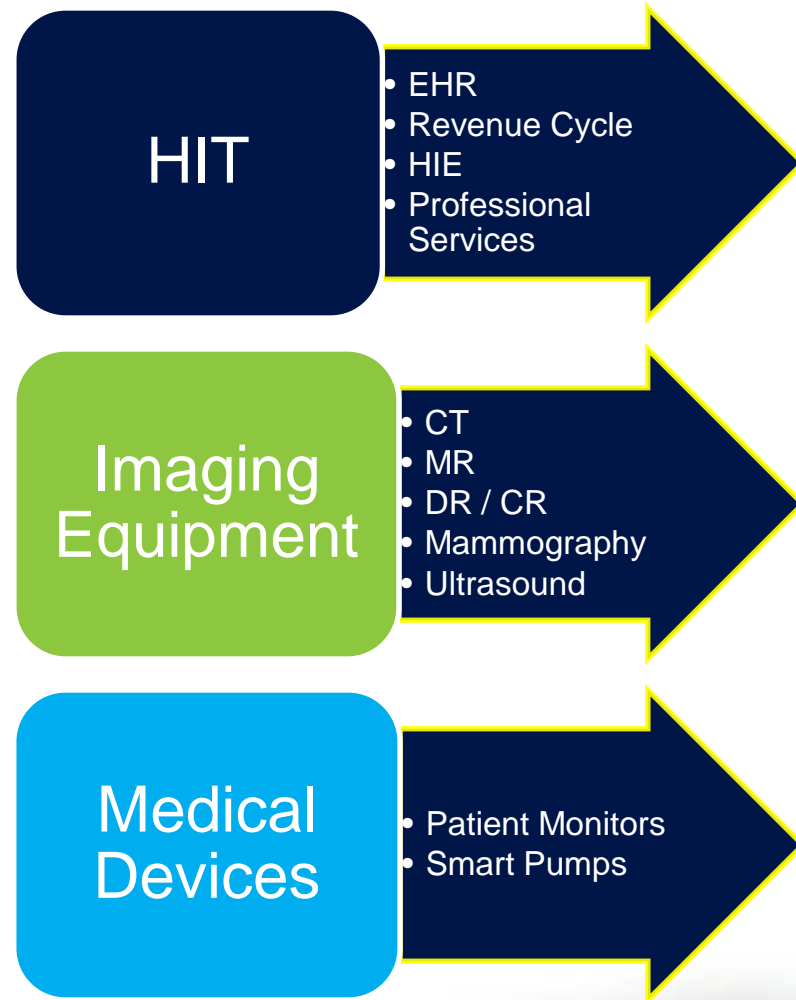 HIT
• EHR
• Revenue Cycle
• HIE
• Professional
Services
Imaging
Equipment
• CT
• MR
• DR / CR
• Mammography
• Ultrasound
Medical
Devices
• Patient Monitors
• Smart Pumps